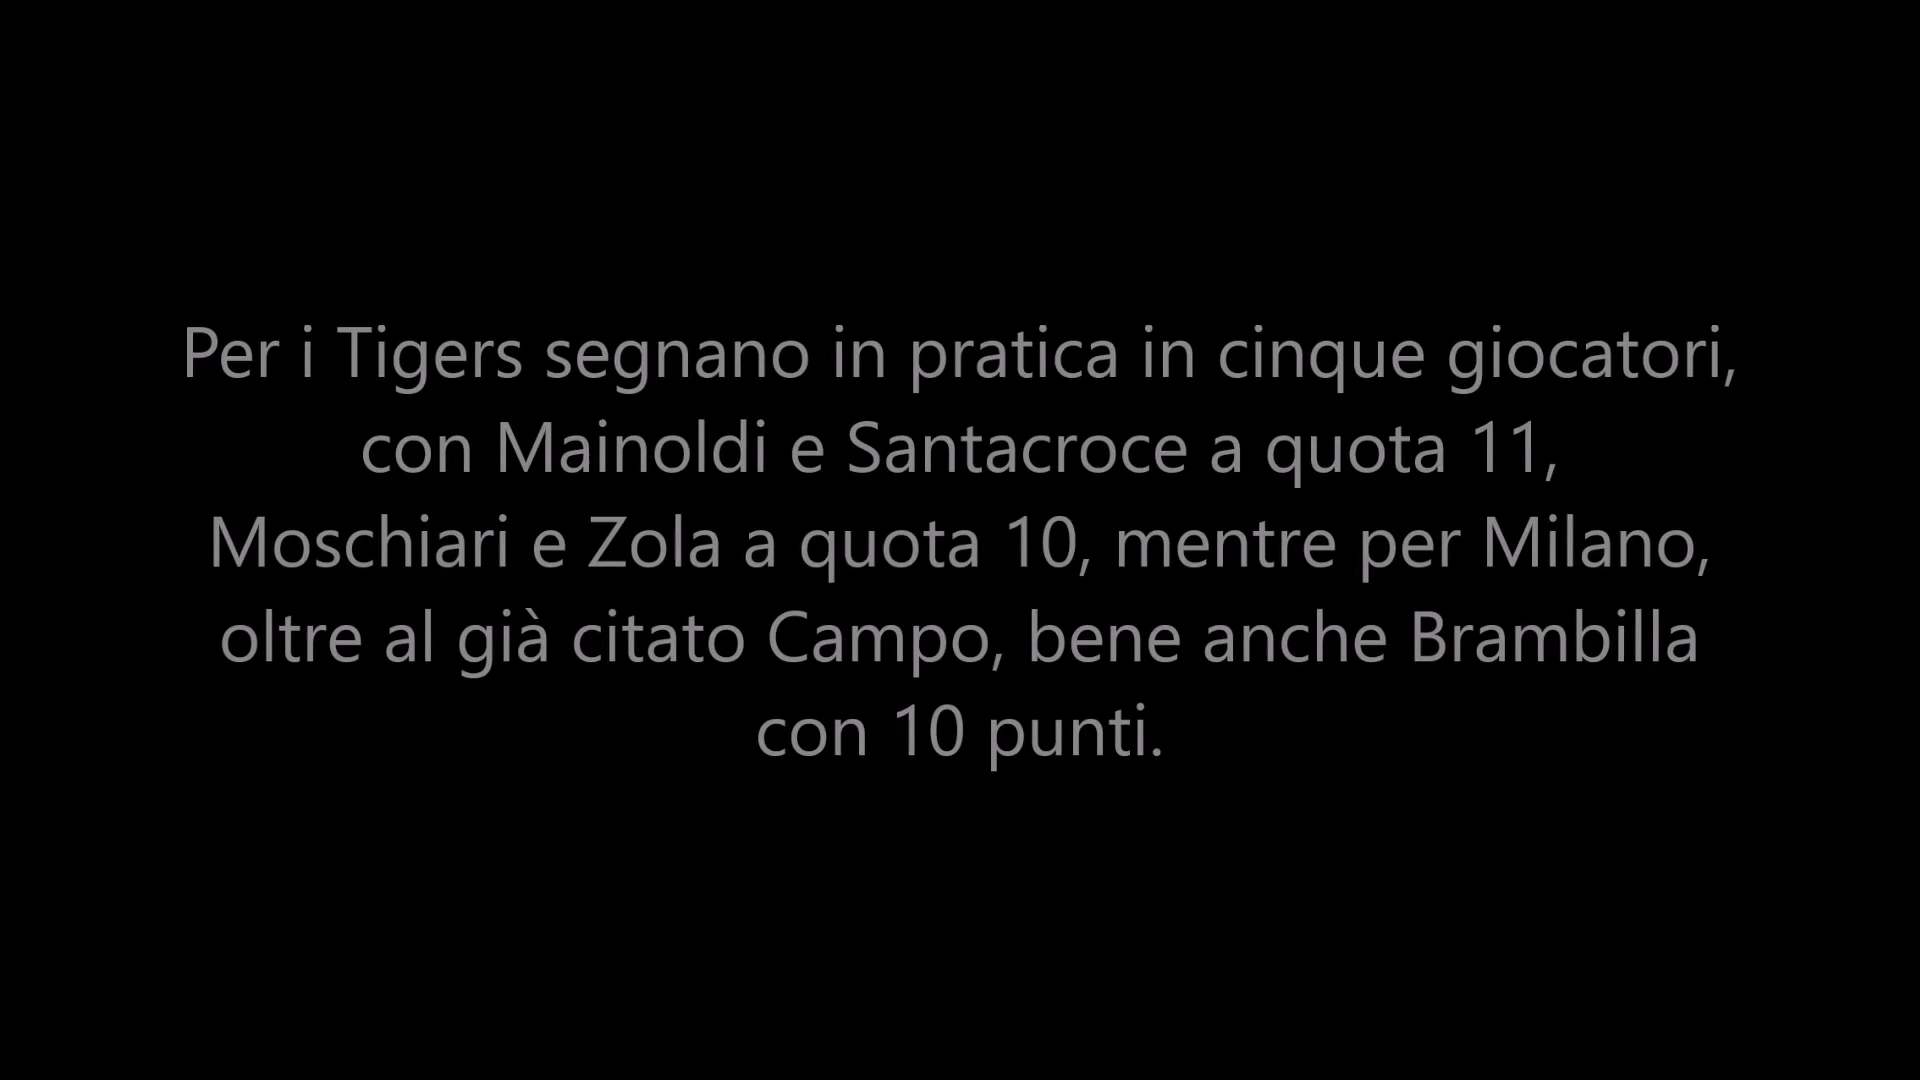 Per i Tigers segnano in pratica in cinque giocatori,
con Mainoldi e Santacroce a quota 11,
Moschiari e Zola a quota 10, mentre per Milano,
oltre al già citato Campo, bene anche Brambilla
con 10 punti.